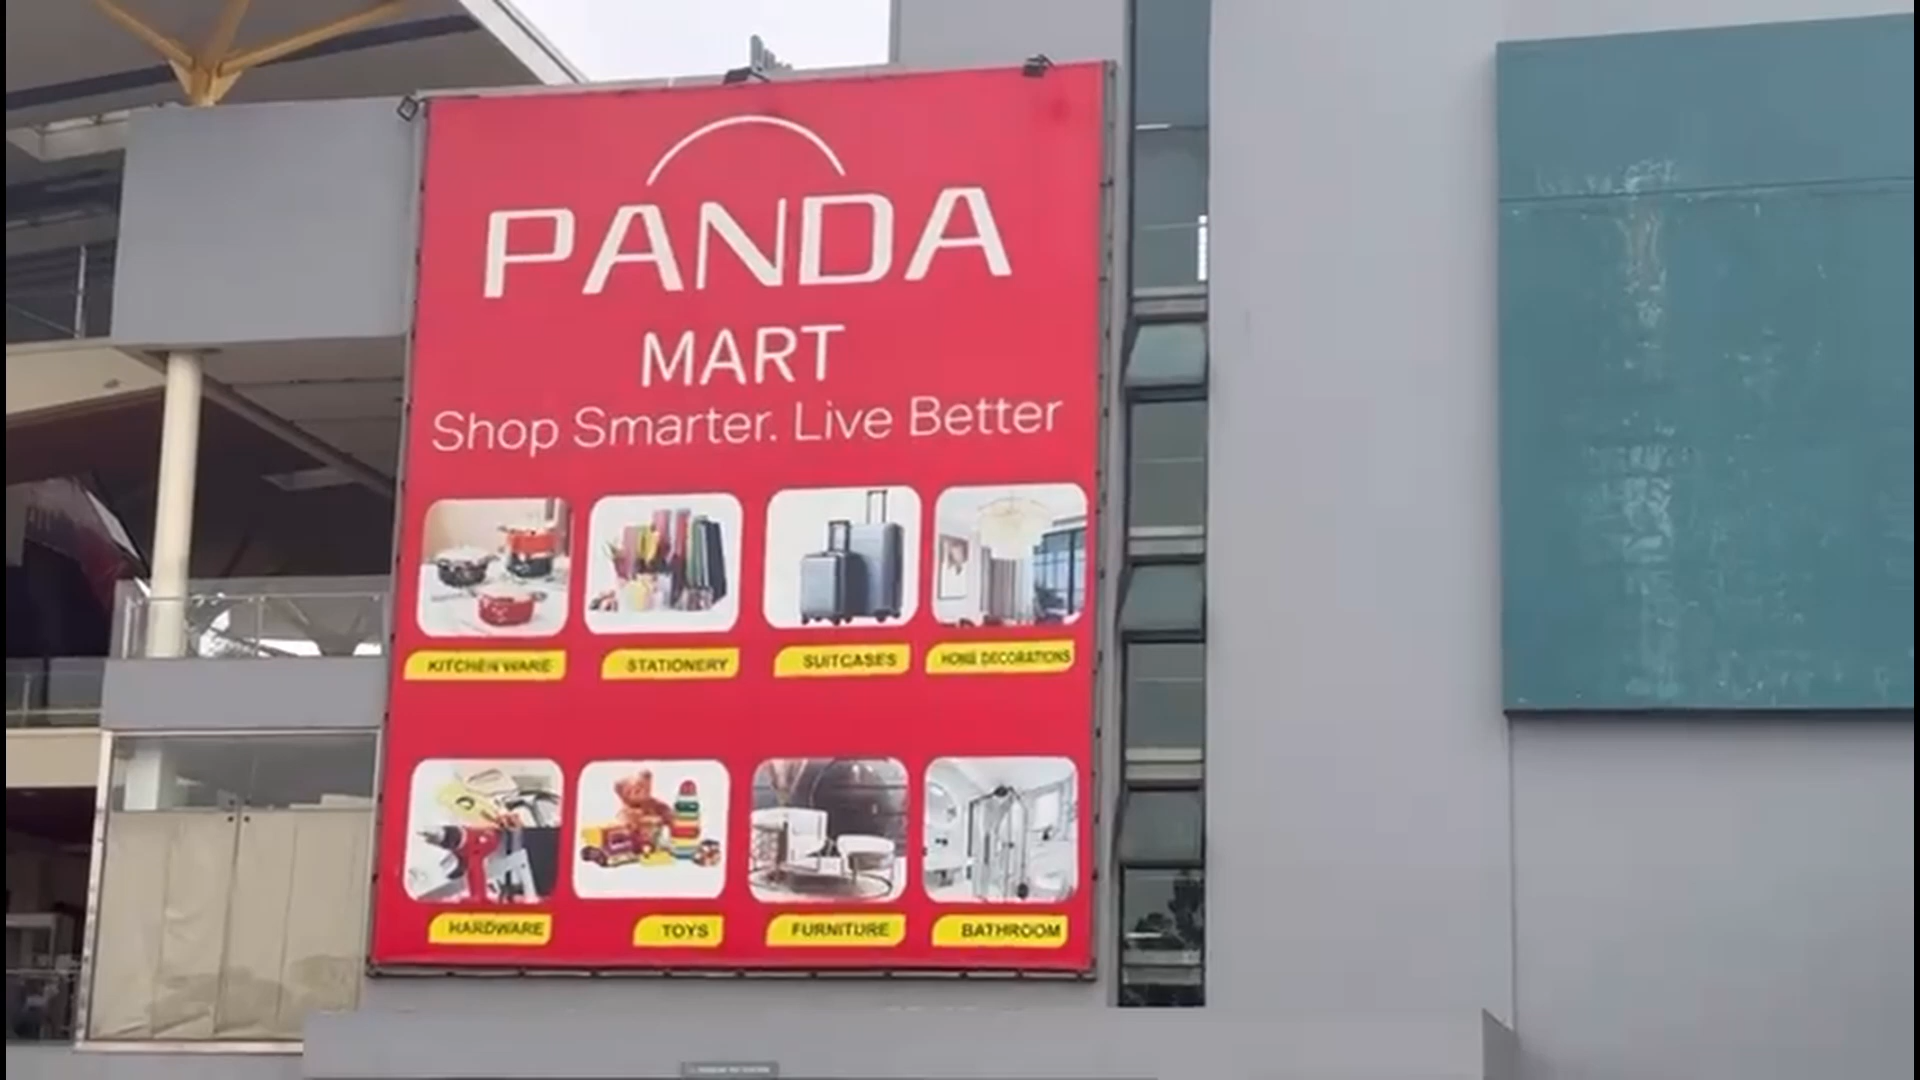 PANDA
MART
Shop Smarter. Live Better
KITCHEN WARE
STATIONERY
SUITCASES
HOME DECORATIONS
HARDWARE
TOYS
FURNITURE
BATHROOM